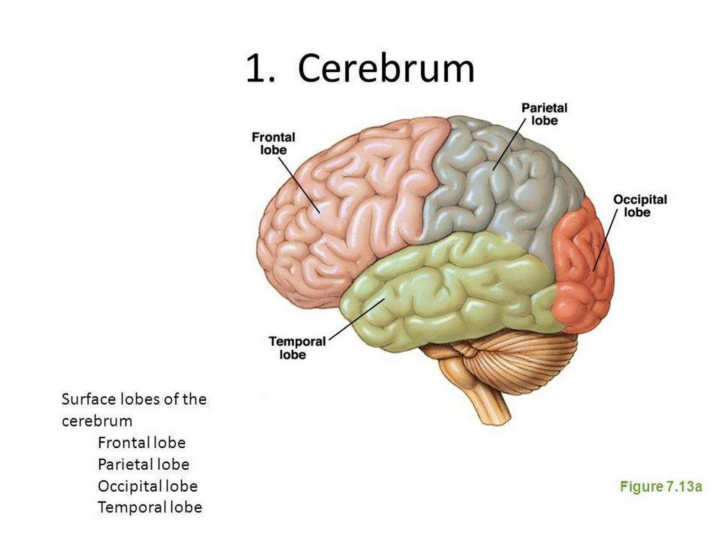 1. Cerebrum
Parietal
lobe
Frontal
lobe
Occipital
lobe
Temporal
lobe
Surface lobes of the
cerebrum
Frontal lobe
Parietal lobe
Occipital lobe
Temporal lobe
Figure 7.13a